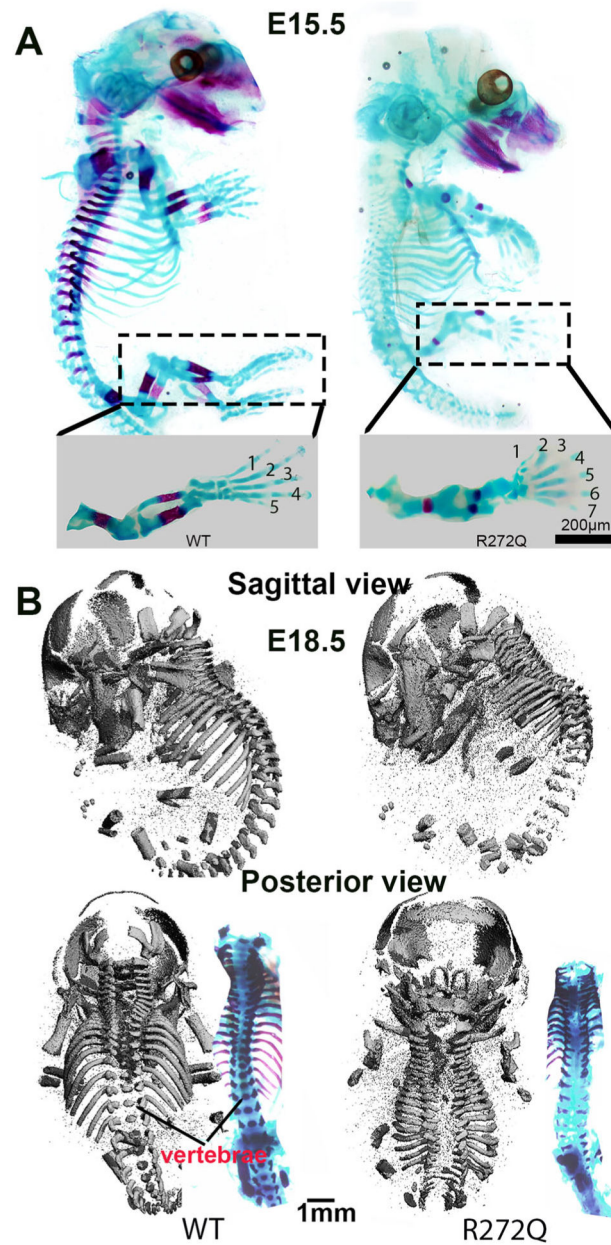 A
E15.5
1
2
3
4
5
WT
1
2
3
4
5
6
7
200µm
R272Q
B
Sagittal view
E18.5
Posterior view
vertebrae
1mm
WT
R272Q